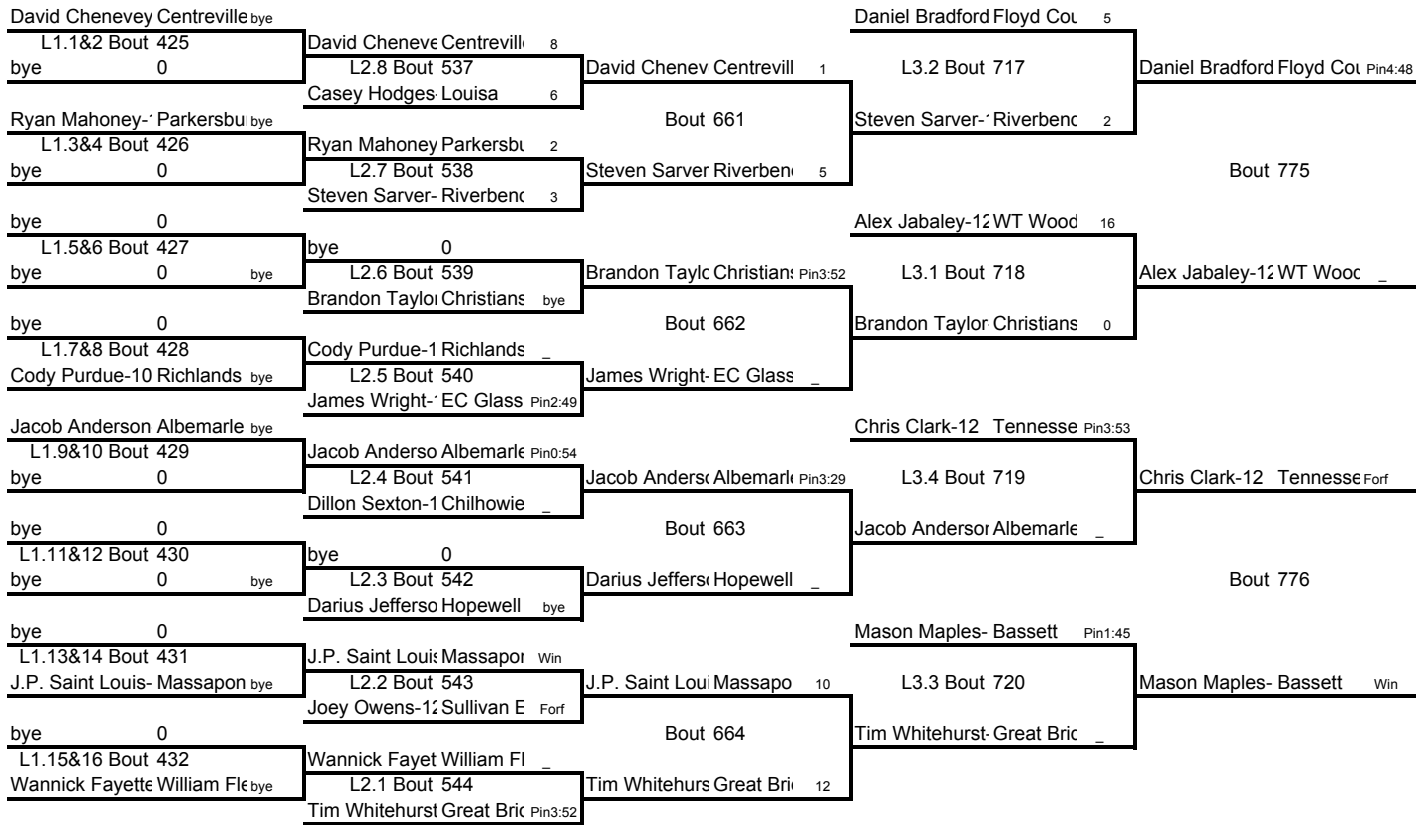 David Chenevey Centreville bye
L1.1&2 Bout 425
bye 0
Ryan Mahoney- Parkersbu bye
L1.3&4 Bout 426
bye 0
bye 0
L1.5&6 Bout 427
bye 0 bye
bye 0
L1.7&8 Bout 428
Cody Purdue-10 Richlands bye
Jacob Anderson Albemarle bye
L1.9&10 Bout 429
bye 0
bye 0
L1.11&12 Bout 430
bye 0 bye
bye 0
L1.13&14 Bout 431
J.P. Saint Louis- Massapon bye
bye 0
L1.15&16 Bout 432
Wannick Fayette William Fle bye
David Cheneve Centreville 8
L2.8 Bout 537
Casey Hodges- Louisa 6
Ryan Mahoney Parkersbu 2
L2.7 Bout 538
Steven Sarver- Riverbend 3
bye 0
L2.6 Bout 539
Brandon Taylor Christians bye
Cody Purdue-1 Richlands _
L2.5 Bout 540
James Wright-1 EC Glass Pin2:49
Jacob Anderso Albemarle Pin0:54
L2.4 Bout 541
Dillon Sexton-1 Chilhowie _
bye 0
L2.3 Bout 542
Darius Jefferso Hopewell bye
J.P. Saint Louis Massapon Win
L2.2 Bout 543
Joey Owens-12 Sullivan E Forf
Wannick Fayet William Fl _
L2.1 Bout 544
Tim Whitehurst Great Bric Pin3:52
David Chenev Centrevill 1
Bout 661
Steven Sarver Riverbend 5
Brandon Taylo Christians Pin3:52
Bout 662
James Wright- EC Glass _
Jacob Anderso Albemarle Pin3:29
Bout 663
Darius Jefferso Hopewell _
J.P. Saint Loui Massapo 10
Bout 664
Tim Whitehurs Great Bri 12
Daniel Bradford Floyd Cou 5
L3.2 Bout 717
Steven Sarver-1 Riverbend 2
Alex Jabaley-12 WT Wood 16
L3.1 Bout 718
Brandon Taylor Christians 0
Chris Clark-12 Tennesse Pin3:53
L3.4 Bout 719
Jacob Anderson Albemarle _
Mason Maples- Bassett Pin1:45
L3.3 Bout 720
Tim Whitehurst- Great Bric _
Daniel Bradford Floyd Cou Pin4:48
Bout 775
Alex Jabaley-12 WT Wood _
Chris Clark-12 Tennesse Forf
Bout 776
Mason Maples- Bassett Win